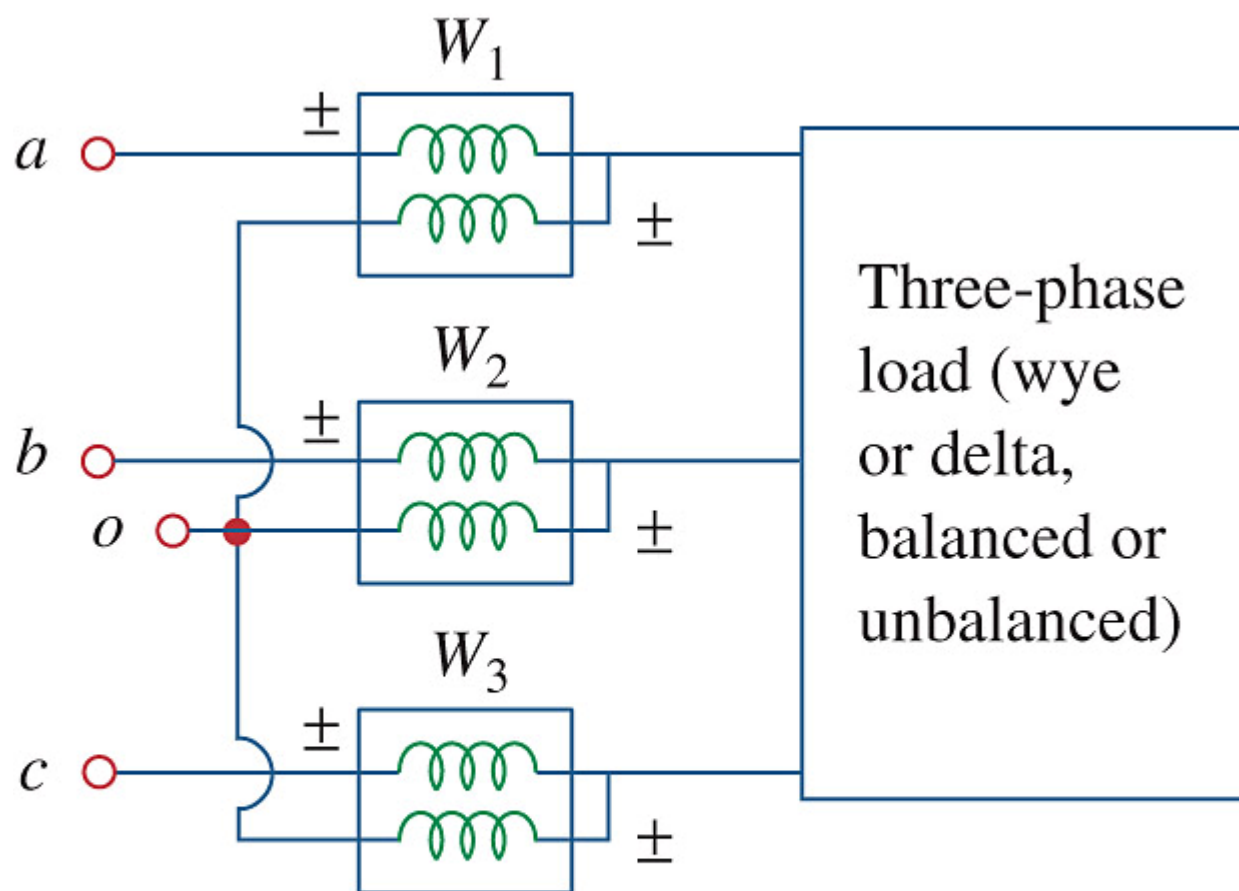 W₁
±
a
±
W₂
±
b
o
±
W₃
±
c
±
Three-phase
load (wye
or delta,
balanced or
unbalanced)